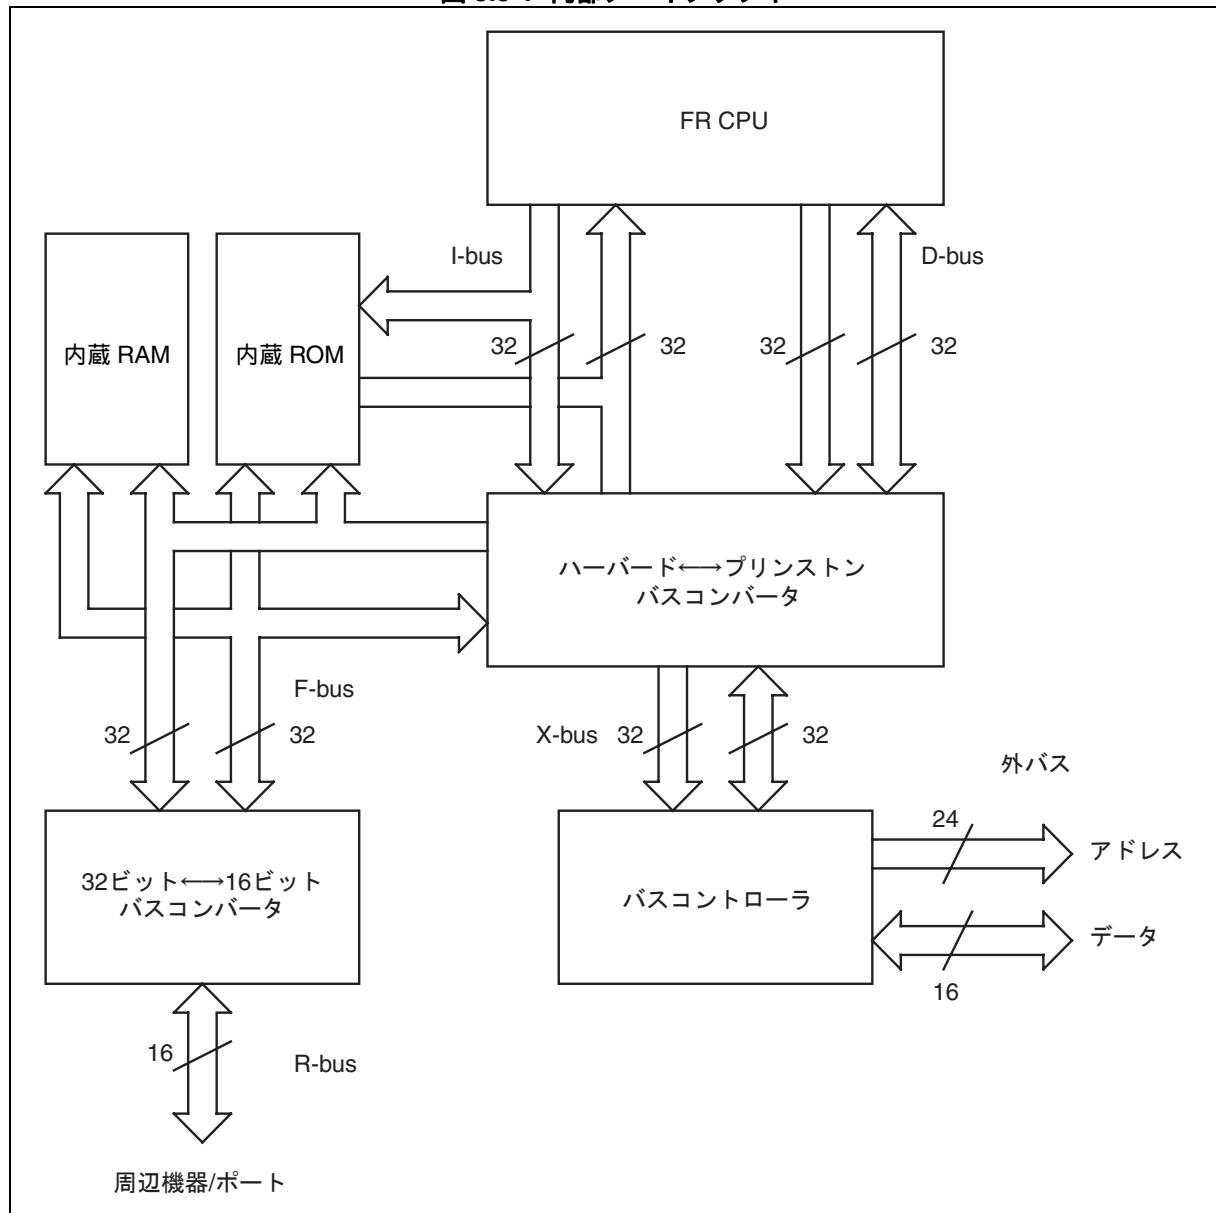 FR CPU
I-bus
D-bus
内蔵 RAM
内蔵 ROM
32
32
32
32
ハーバード←→プリンストン
バスコンバータ
F-bus
32
32
X-bus
32
32
外バス
24
アドレス
32ビット←→16ビット
バスコンバータ
バスコントローラ
データ
16
16
R-bus
周辺機器/ポート